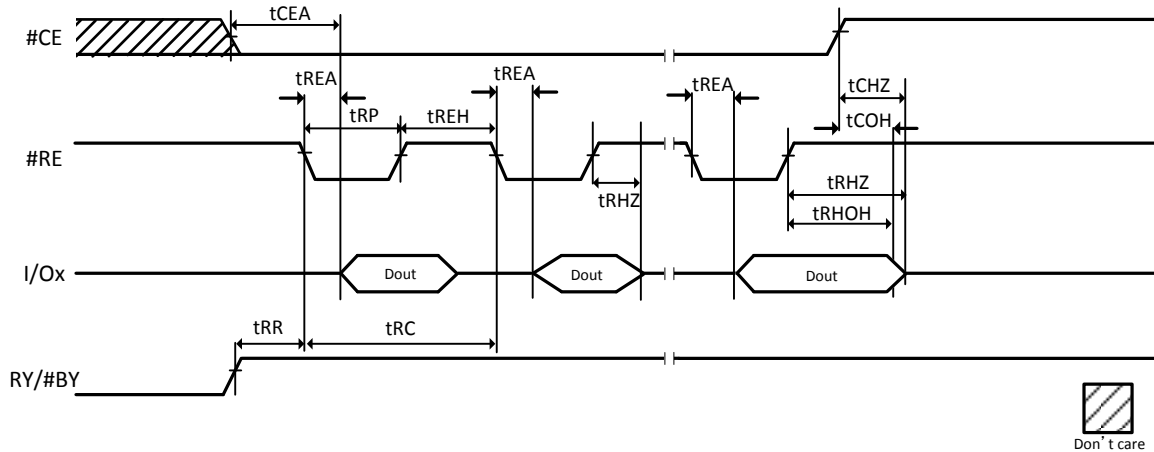 tCEA
#CE
tREA
tREA
tREA
tCHZ
tRP
tREH
tCOH
#RE
tRHZ
tRHZ
tRHOH
I/Ox
Dout
Dout
Dout
tRR
tRC
RY/#BY
Don't care